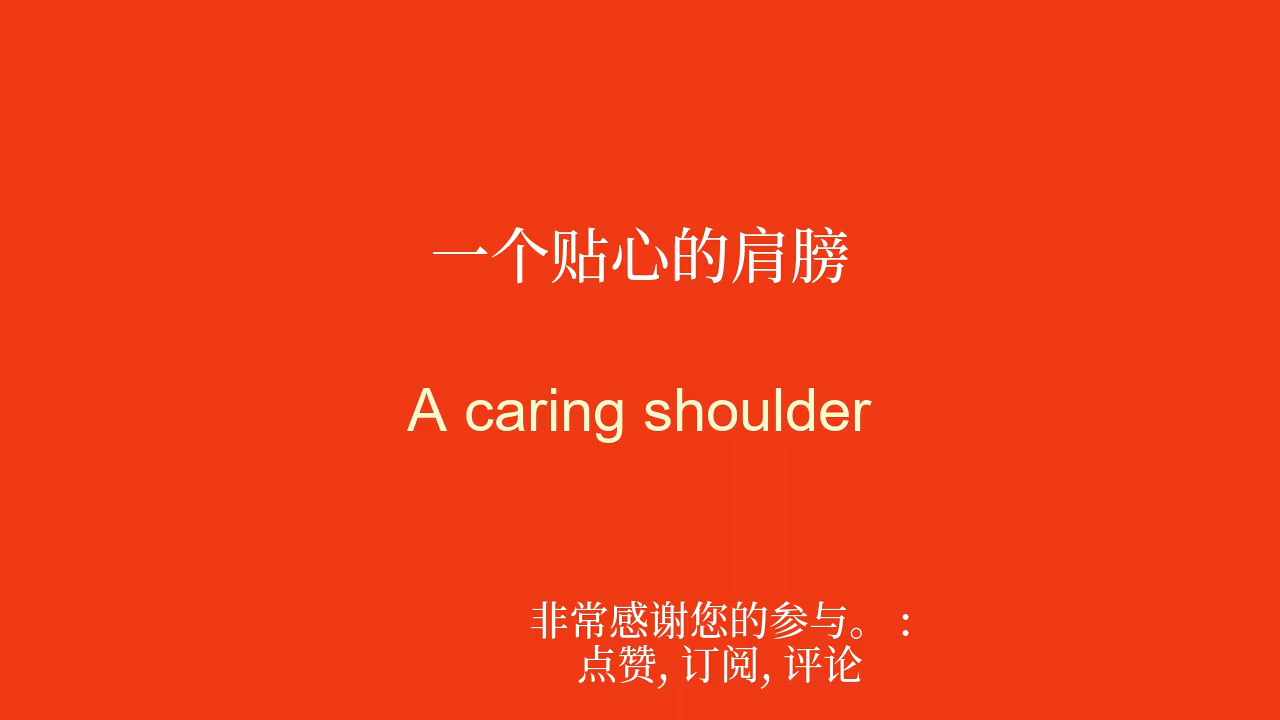 一个贴心的肩膀
A caring shoulder
非常感谢您的参与。 :
点赞, 订阅, 评论